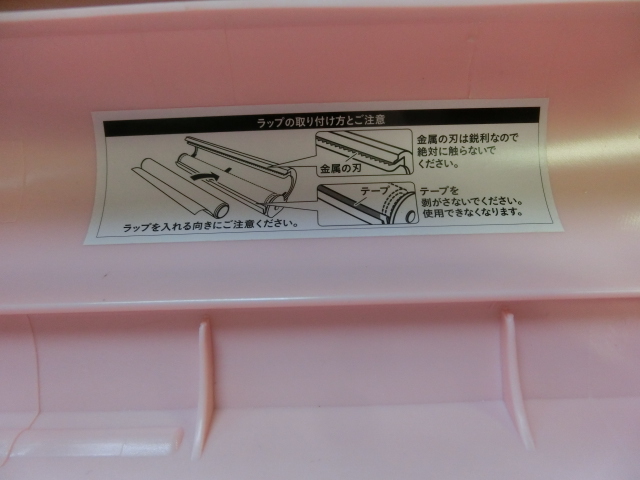 ラップの取り付け方とご注意
金属の刃は鋭利なので
絶対に触らないで
ください。
金属の刃
テープ
テープを
剥がさないでください。
使用できなくなります。
ラップを入れる向きにご注意ください。